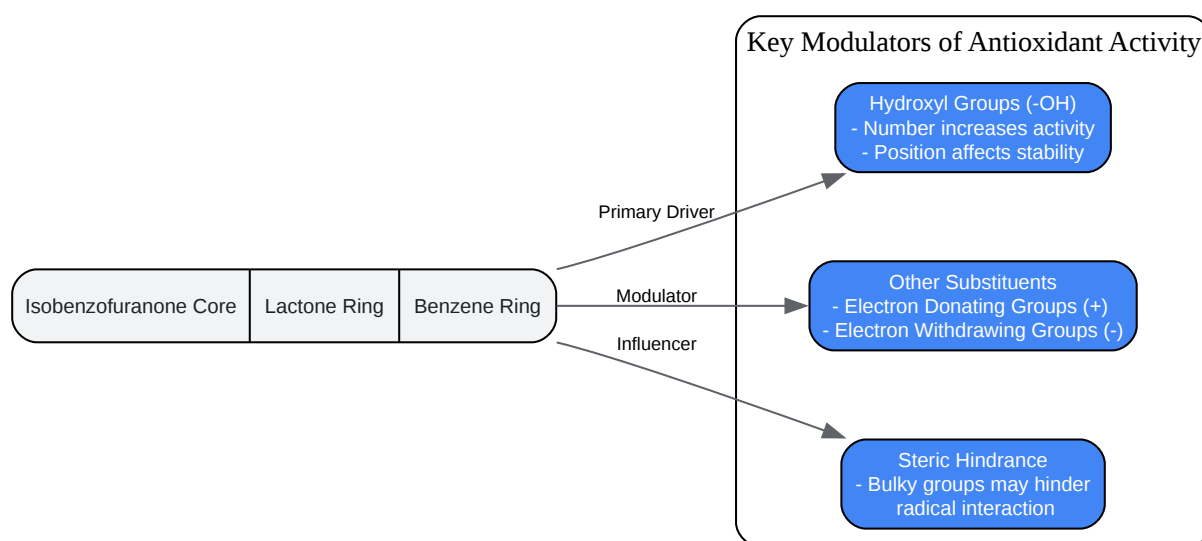 Key Modulators of Antioxidant Activity
Hydroxyl Groups (-OH)
- Number increases activity
- Position affects stability
Primary Driver
Isobenzofuranone Core
Lactone Ring
Benzene Ring
Modulator
Other Substituents
- Electron Donating Groups (+)
- Electron Withdrawing Groups (-)
Influencer
Steric Hindrance
- Bulky groups may hinder
radical interaction